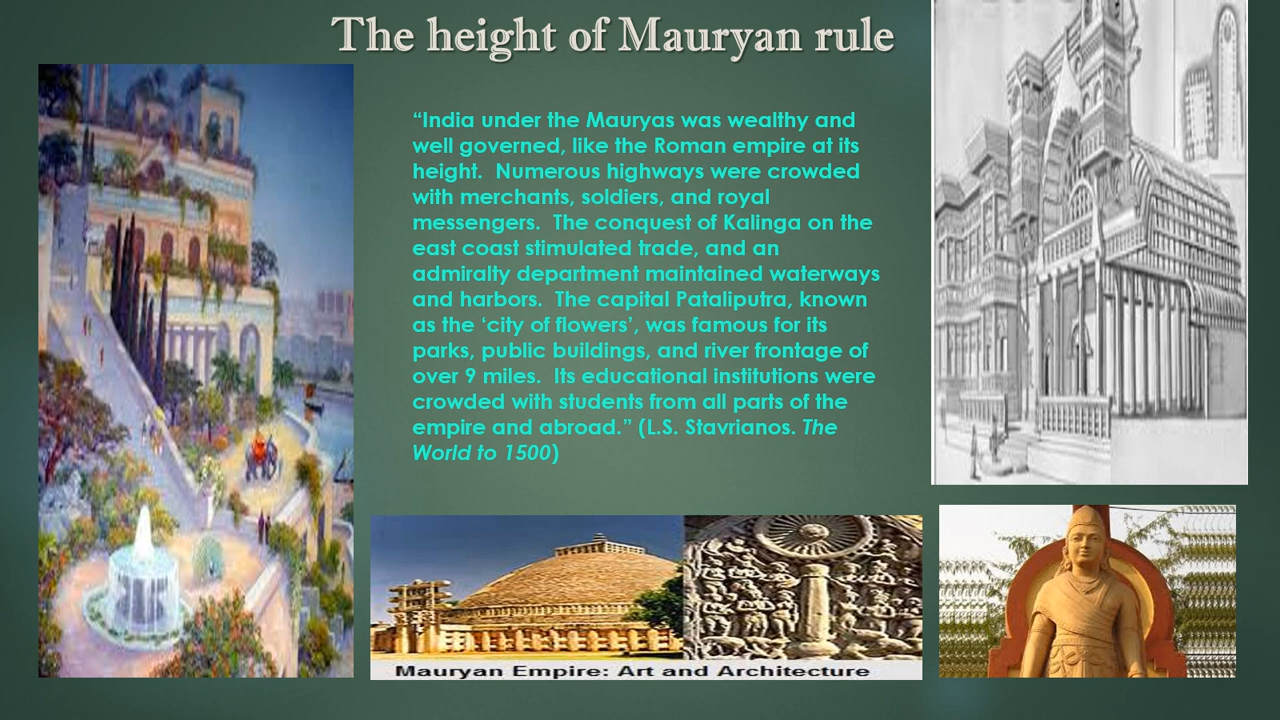 The height of Mauryan rule
“India under the Mauryas was wealthy and
well governed, like the Roman empire at its
height.  Numerous highways were crowded
with merchants, soldiers, and royal
messengers.  The conquest of Kalinga on the
east coast stimulated trade, and an
admiralty department maintained waterways
and harbors.  The capital Pataliputra, known
as the ‘city of flowers’, was famous for its
parks, public buildings, and river frontage of
over 9 miles.  Its educational institutions were
crowded with students from all parts of the
empire and abroad.” (L.S. Stavrianos. The
World to 1500)
Mauryan Empire: Art and Architecture